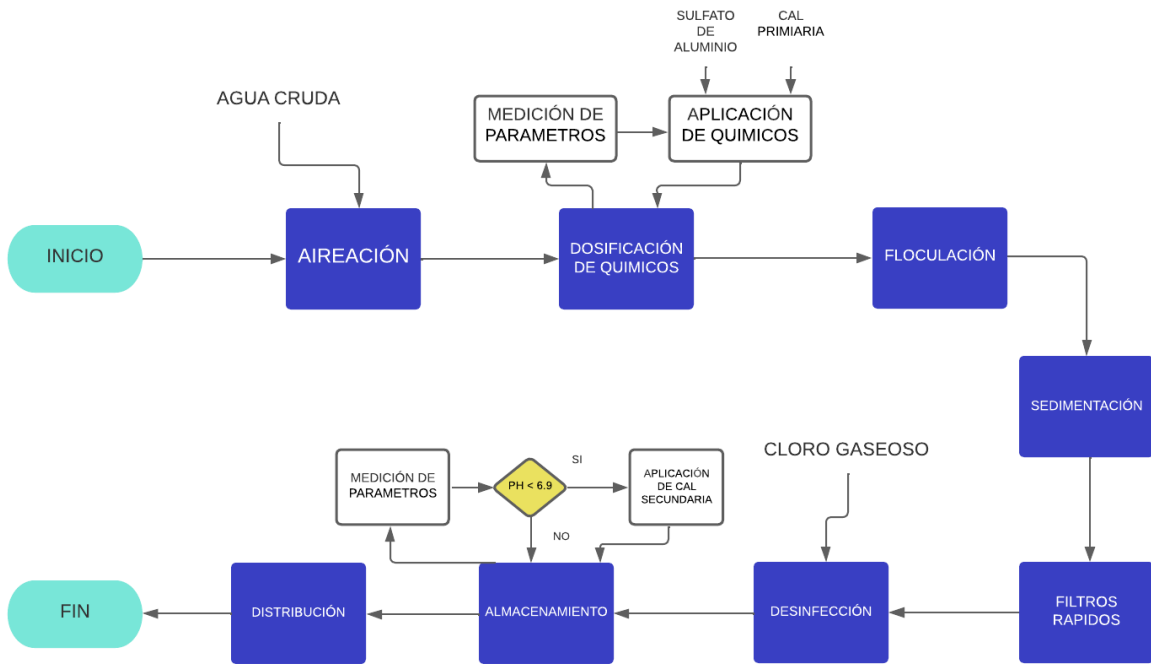 SULFATO
DE
ALUMINIO
CAL
PRIMIARIA
AGUA CRUDA
MEDICIÓN DE
PARAMETROS
APLICACIÓN
DE QUIMICOS
INICIO
AIREACIÓN
DOSIFICACIÓN
DE QUIMICOS
FLOCULACIÓN
SEDIMENTACIÓN
CLORO GASEOSO
MEDICIÓN DE
PARAMETROS
PH < 6.9
SI
NO
APLICACIÓN
DE CAL
SECUNDARIA
FIN
DISTRIBUCIÓN
ALMACENAMIENTO
DESINFECCIÓN
FILTROS
RAPIDOS